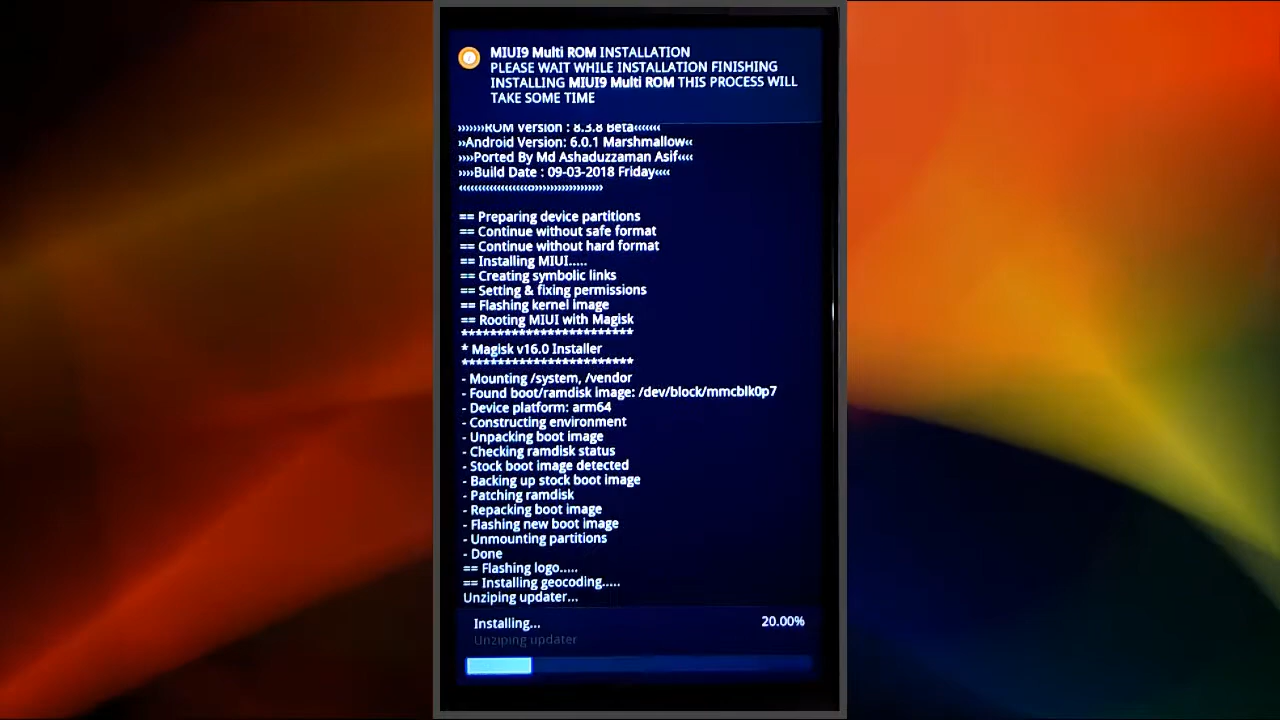 MIUI9 Multi ROM INSTALLATION
PLEASE WAIT WHILE INSTALLATION FINISHING
INSTALLING MIUI9 Multi ROM THIS PROCESS WILL
TAKE SOME TIME
»»»»ROM Version : 8.3.8 Beta««««
»Android Version: 6.0.1 Marshmallow«
»»Ported By Md Ashaduzzaman Asif««
»»Build Date : 09-03-2018 Friday««
«««««««««o»»»»»»»»»
== Preparing device partitions
== Continue without safe format
== Continue without hard format
== Installing MIUI.....
== Creating symbolic links
== Setting & fixing permissions
== Flashing kernel image
== Rooting MIUI with Magisk
************************
* Magisk v16.0 Installer
************************
- Mounting /system, /vendor
- Found boot/ramdisk image: /dev/block/mmcblk0p7
- Device platform: arm64
- Constructing environment
- Unpacking boot image
- Checking ramdisk status
- Stock boot image detected
- Backing up stock boot image
- Patching ramdisk
- Repacking boot image
- Flashing new boot image
- Unmounting partitions
- Done
== Flashing logo.....
== Installing geocoding.....
Unziping updater...
Installing... 20.00%
Unziping updater